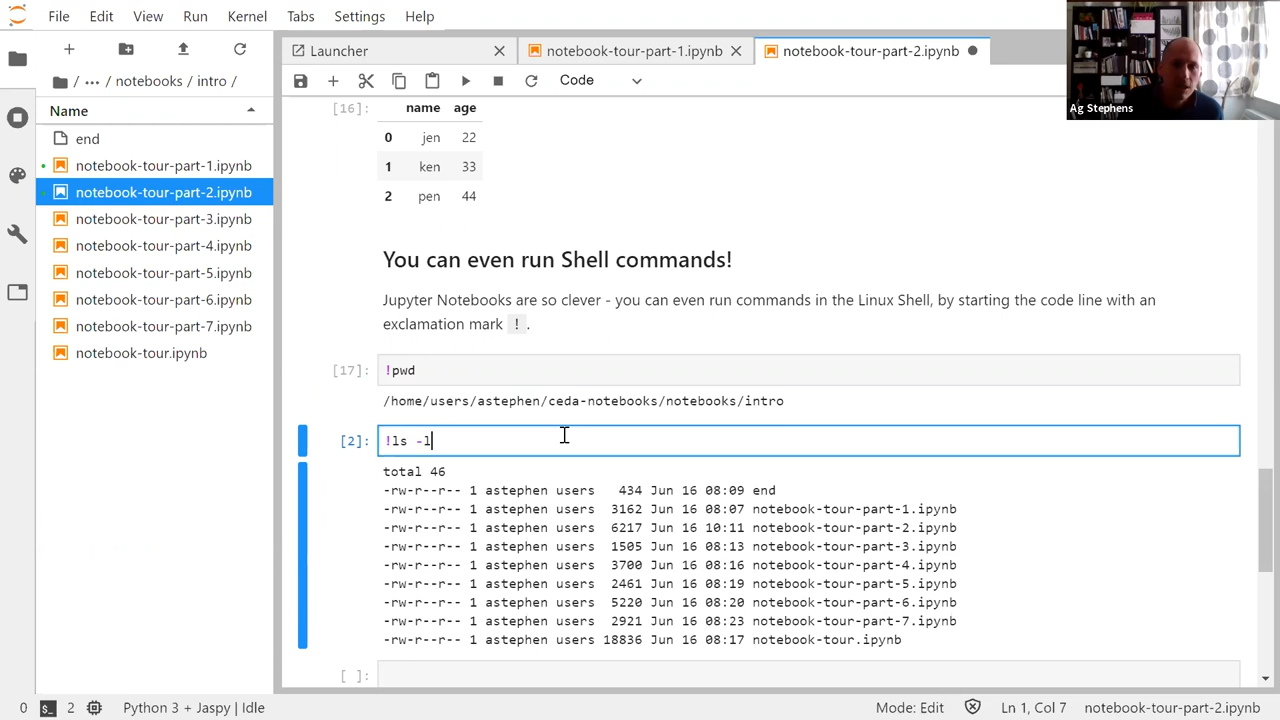 File Edit View Run Kernel Tabs Settings Help
Launcher
notebook-tour-part-1.ipynb
notebook-tour-part-2.ipynb
Code
Ag Stephens
/ ... / notebooks / intro /
Name
end
notebook-tour-part-1.ipynb
notebook-tour-part-2.ipynb
notebook-tour-part-3.ipynb
notebook-tour-part-4.ipynb
notebook-tour-part-5.ipynb
notebook-tour-part-6.ipynb
notebook-tour-part-7.ipynb
notebook-tour.ipynb
[16]: name age
0 jen 22
1 ken 33
2 pen 44
You can even run Shell commands!
Jupyter Notebooks are so clever - you can even run commands in the Linux Shell, by starting the code line with an
exclamation mark ! .
[17]: !pwd
/home/users/astephen/ceda-notebooks/notebooks/intro
[2]: !ls -l
total 46
-rw-r--r-- 1 astephen users 434 Jun 16 08:09 end
-rw-r--r-- 1 astephen users 3162 Jun 16 08:07 notebook-tour-part-1.ipynb
-rw-r--r-- 1 astephen users 6217 Jun 16 10:11 notebook-tour-part-2.ipynb
-rw-r--r-- 1 astephen users 1505 Jun 16 08:13 notebook-tour-part-3.ipynb
-rw-r--r-- 1 astephen users 3700 Jun 16 08:16 notebook-tour-part-4.ipynb
-rw-r--r-- 1 astephen users 2461 Jun 16 08:19 notebook-tour-part-5.ipynb
-rw-r--r-- 1 astephen users 5220 Jun 16 08:20 notebook-tour-part-6.ipynb
-rw-r--r-- 1 astephen users 2921 Jun 16 08:23 notebook-tour-part-7.ipynb
-rw-r--r-- 1 astephen users 18836 Jun 16 08:17 notebook-tour.ipynb
[ ]:
0 $_ 2 Python 3 + Jaspy | Idle Mode: Edit Ln 1, Col 7 notebook-tour-part-2.ipynb